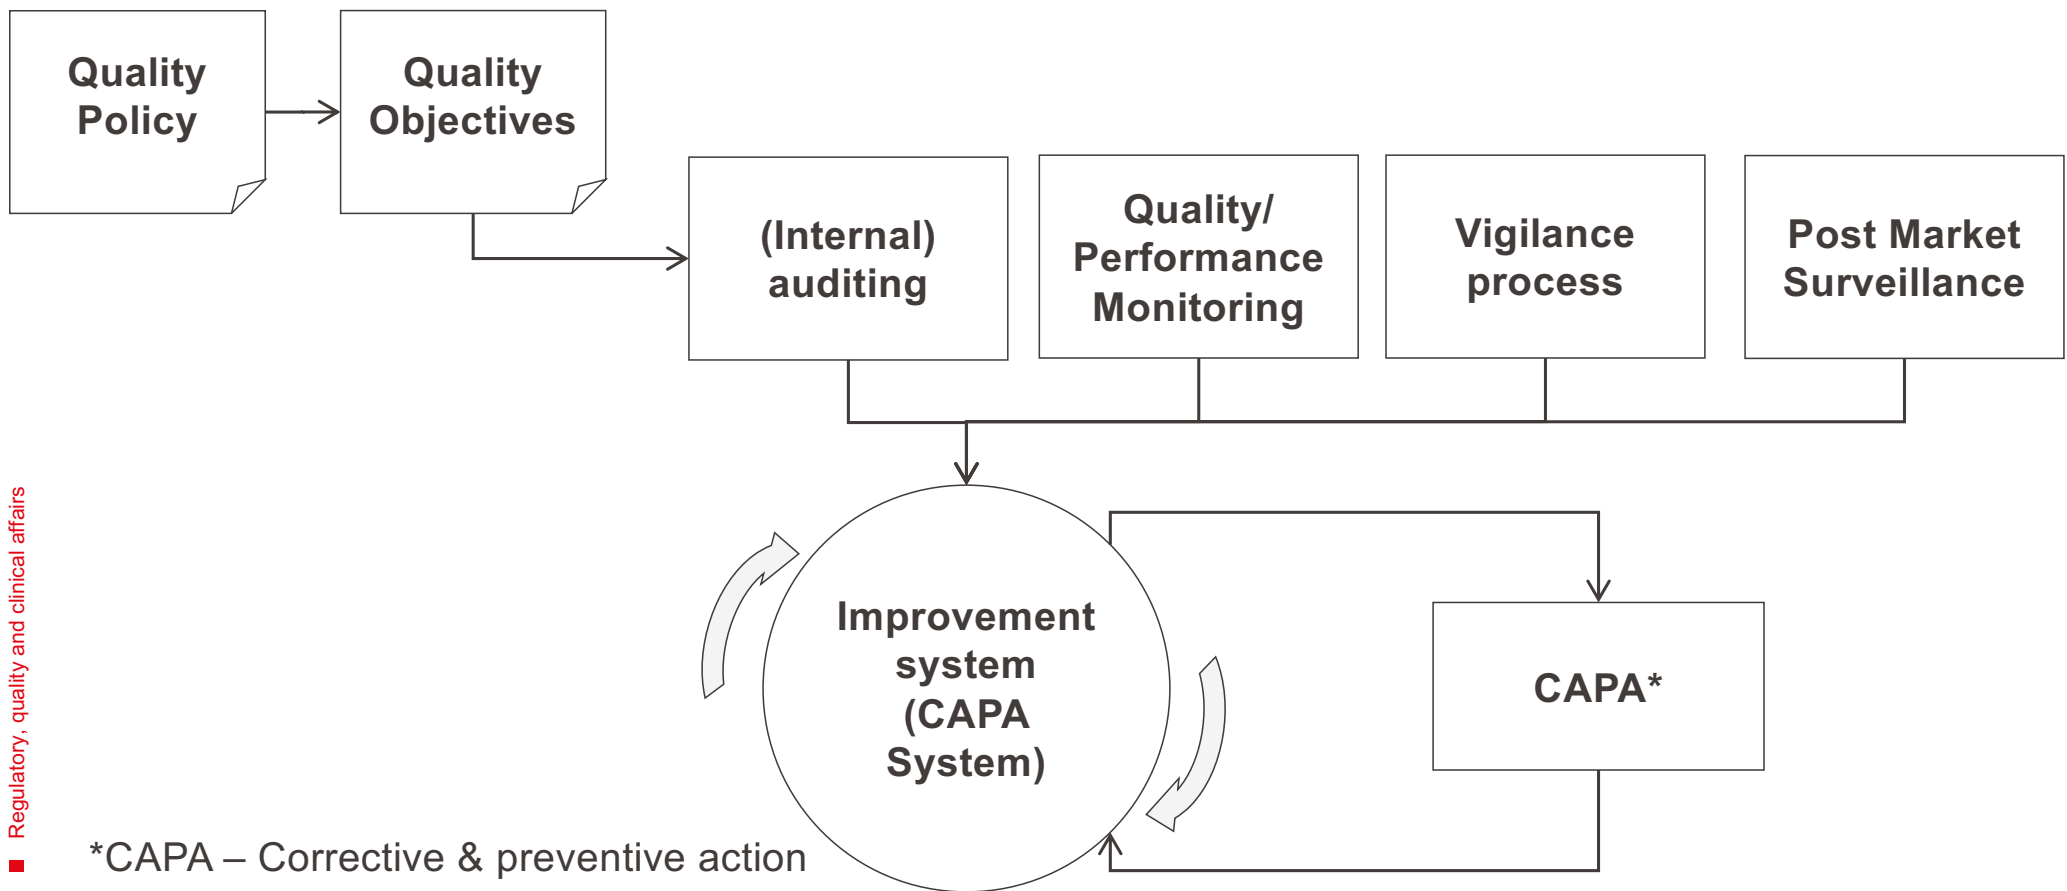 Quality
Policy
Quality
Objectives
(Internal)
auditing
Quality/
Performance
Monitoring
Vigilance
process
Post Market
Surveillance
Improvement
system
(CAPA
System)
CAPA*
*CAPA – Corrective & preventive action
Regulatory, quality and clinical affairs